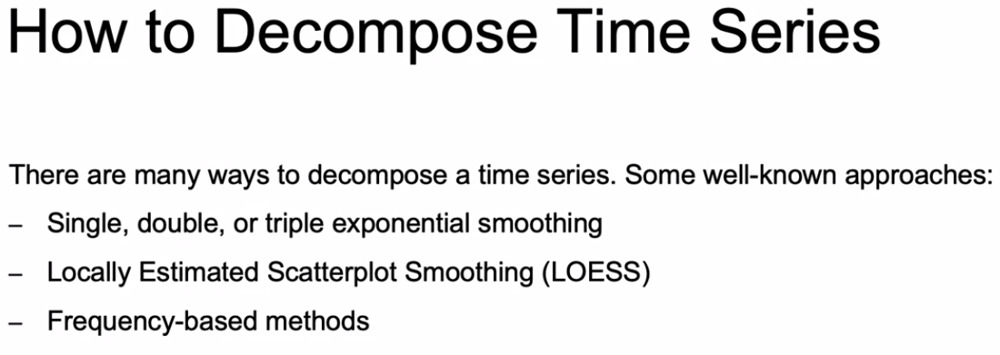 How to Decompose Time Series
There are many ways to decompose a time series. Some well-known approaches:
– Single, double, or triple exponential smoothing
– Locally Estimated Scatterplot Smoothing (LOESS)
– Frequency-based methods